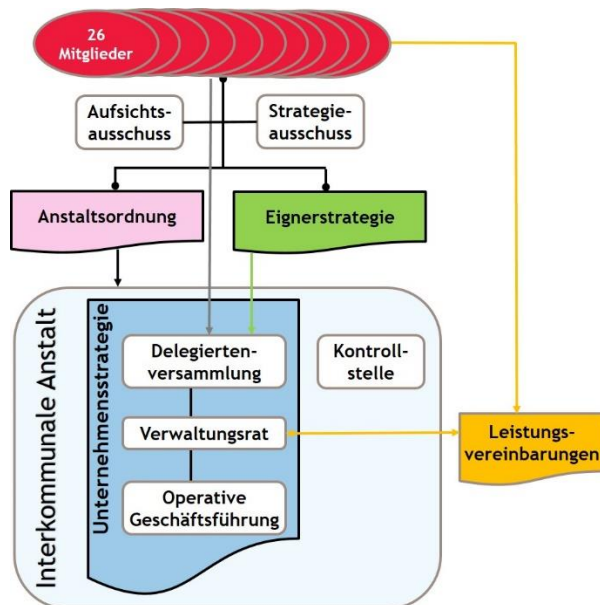 26
Mitglieder
Aufsichts-
ausschuss
Strategie-
ausschuss
Anstaltsordnung
Eignerstrategie
Interkommunale Anstalt
Unternehmensstrategie
Delegierten-
versammlung
Kontroll-
stelle
Verwaltungsrat
Operative
Geschäftsführung
Leistungs-
vereinbarungen